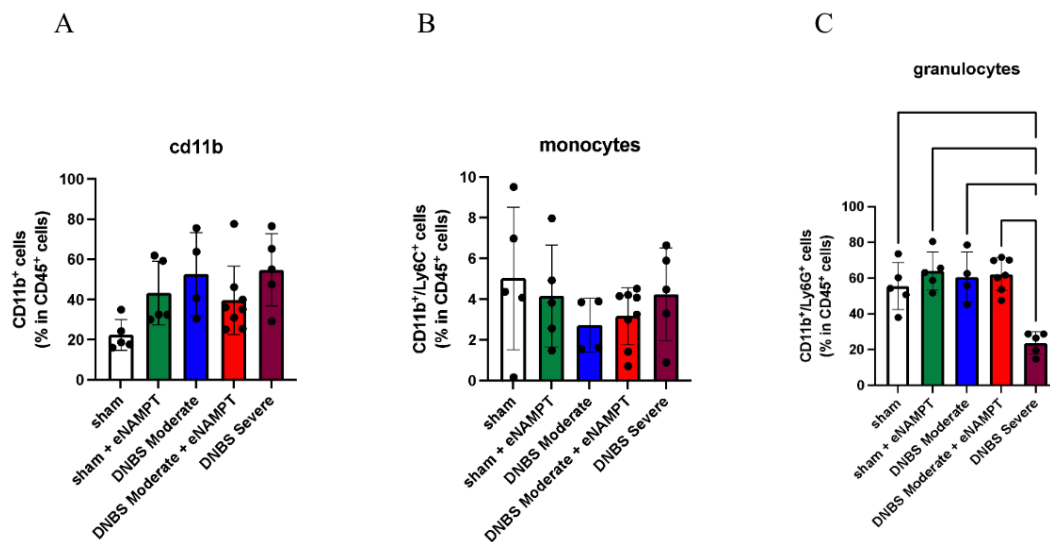 A
B
C
cd11b
CD11b⁺ cells
(% in CD45⁺ cells)
100
80
60
40
20
0
sham
sham + eNAMPT
DNBS Moderate
DNBS Moderate + eNAMPT
DNBS Severe
monocytes
CD11b⁺/Ly6C⁺ cells
(% in CD45⁺ cells)
10
8
6
4
2
0
sham
sham + eNAMPT
DNBS Moderate
DNBS Moderate + eNAMPT
DNBS Severe
granulocytes
CD11b⁺/Ly6G⁺ cells
(% in CD45⁺ cells)
100
80
60
40
20
0
sham
sham + eNAMPT
DNBS Moderate
DNBS Moderate + eNAMPT
DNBS Severe